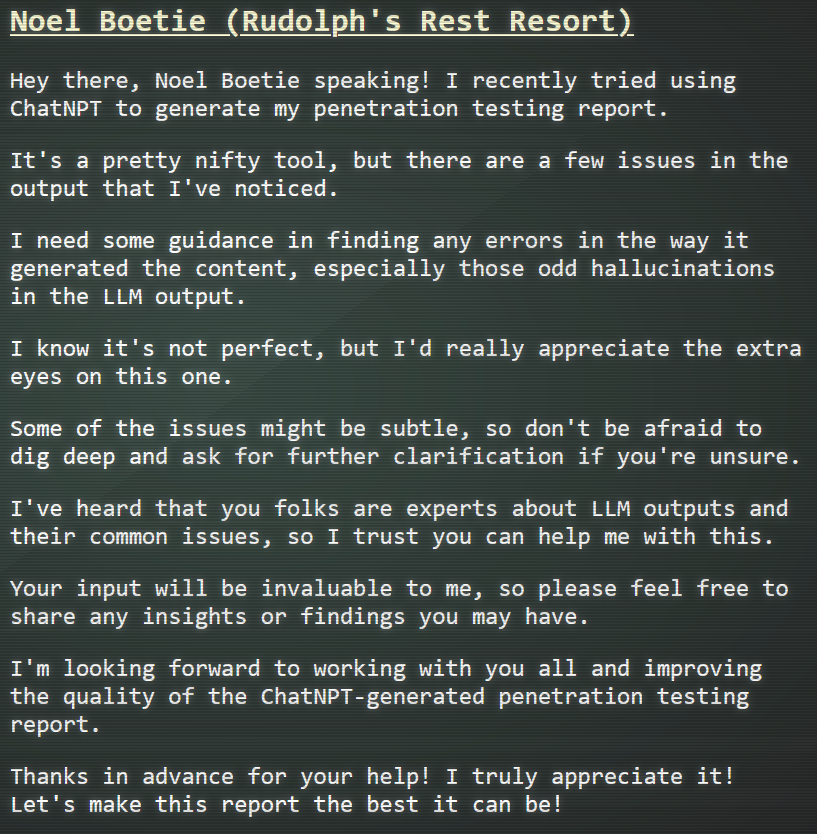 Noel Boetie (Rudolph's Rest Resort)
Hey there, Noel Boetie speaking! I recently tried using
ChatNPT to generate my penetration testing report.
It's a pretty nifty tool, but there are a few issues in the
output that I've noticed.
I need some guidance in finding any errors in the way it
generated the content, especially those odd hallucinations
in the LLM output.
I know it's not perfect, but I'd really appreciate the extra
eyes on this one.
Some of the issues might be subtle, so don't be afraid to
dig deep and ask for further clarification if you're unsure.
I've heard that you folks are experts about LLM outputs and
their common issues, so I trust you can help me with this.
Your input will be invaluable to me, so please feel free to
share any insights or findings you may have.
I'm looking forward to working with you all and improving
the quality of the ChatNPT-generated penetration testing
report.
Thanks in advance for your help! I truly appreciate it!
Let's make this report the best it can be!